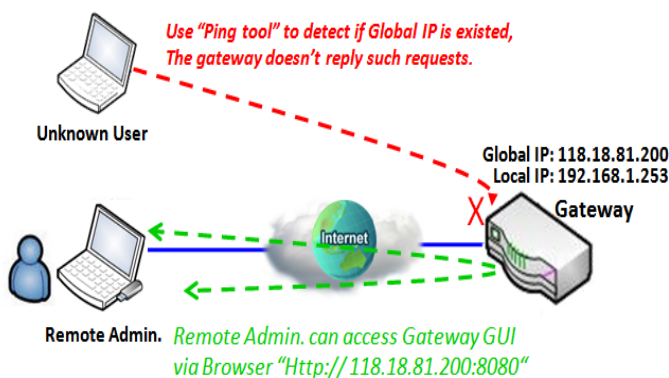 Use “Ping tool” to detect if Global IP is existed,
The gateway doesn’t reply such requests.
Unknown User
Global IP: 118.18.81.200
Local IP: 192.168.1.253
X
Gateway
Internet
Remote Admin.
Remote Admin. can access Gateway GUI
via Browser “Http:// 118.18.81.200:8080“